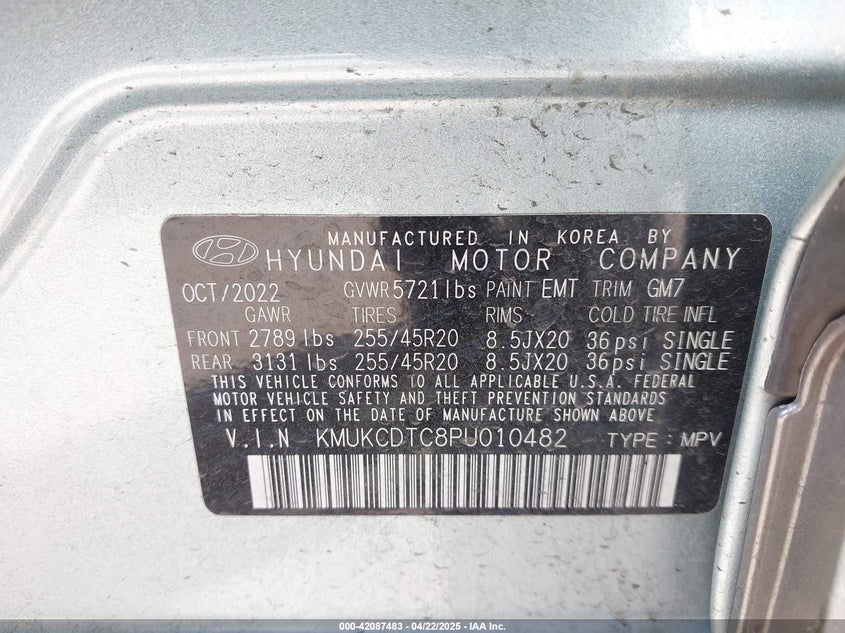 MANUFACTURED IN KOREA BY
HYUNDAI MOTOR COMPANY
OCT/2022 GVWR 5721lbs PAINT EMT TRIM GM7
GAWR TIRES RIMS COLD TIRE INFL
FRONT 2789 lbs 255/45R20 8.5JX20 36psi SINGLE
REAR 3131 lbs 255/45R20 8.5JX20 36psi SINGLE
THIS VEHICLE CONFORMS TO ALL APPLICABLE U.S.A. FEDERAL
MOTOR VEHICLE SAFETY AND THEFT PREVENTION STANDARDS
IN EFFECT ON THE DATE OF MANUFACTURE SHOWN ABOVE
V.I.N KMUKCDTC8PU010482 TYPE : MPV
000-42087483 - 04/22/2025 - IAA Inc.